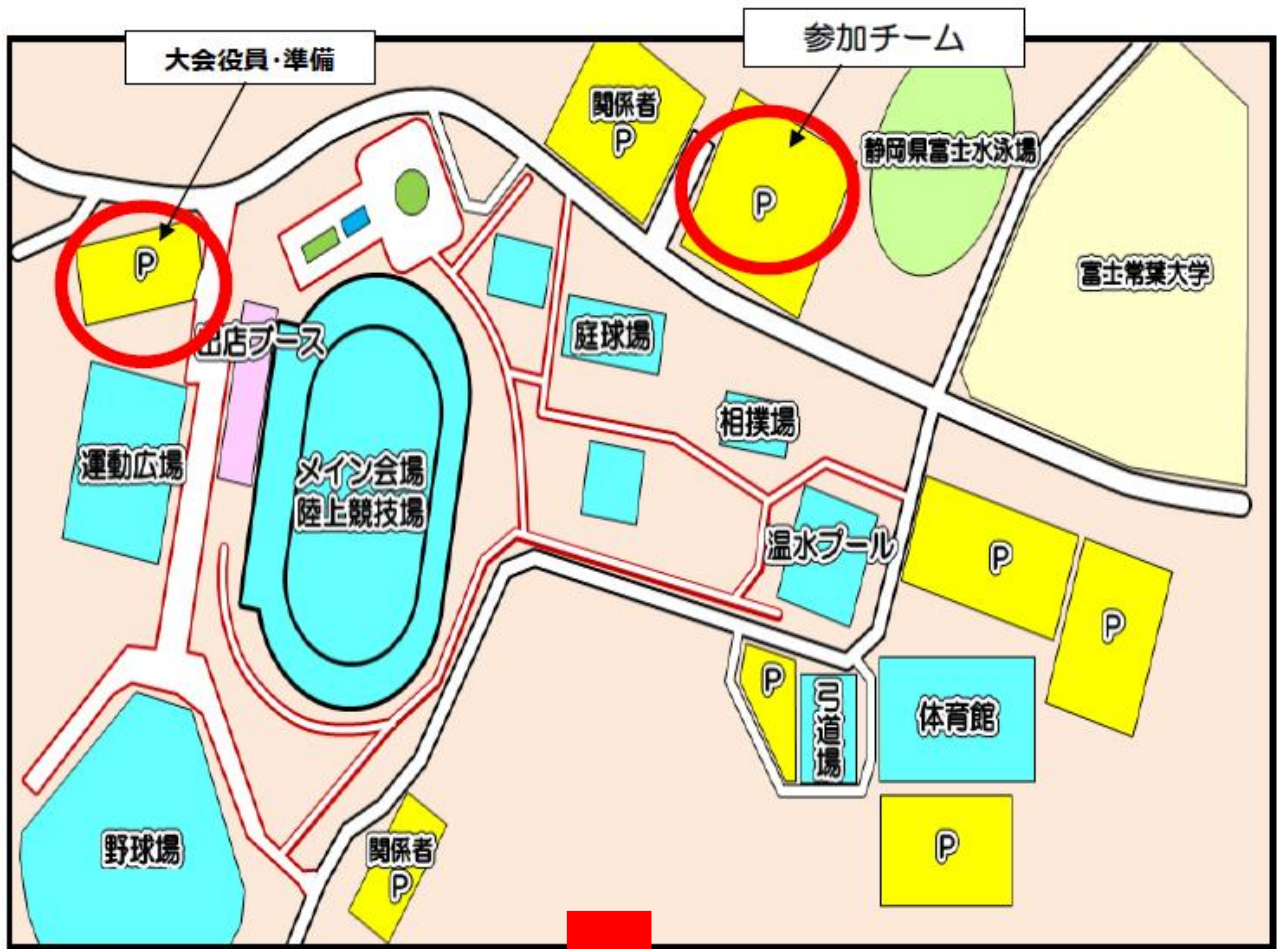 大会役員・準備
参加チーム
関係者
P
P
静岡県富士水泳場
富士常葉大学
P
出店ブース
庭球場
相撲場
運動広場
メイン会場
陸上競技場
温水プール
P
P
P
弓道場
体育館
野球場
関係者
P
P